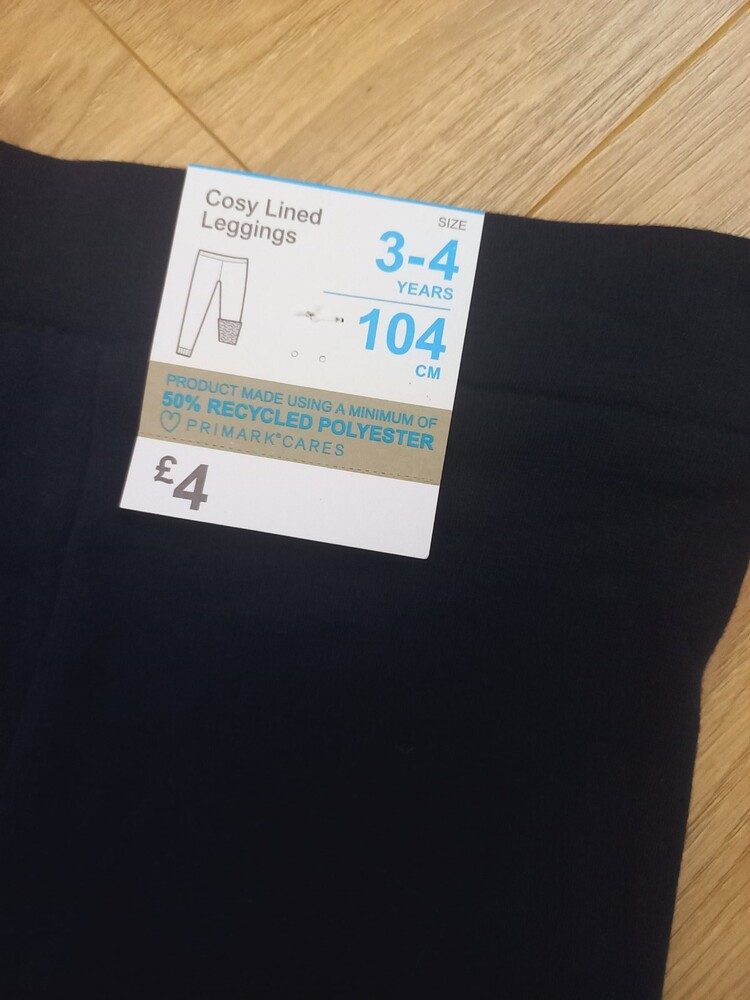 Cosy Lined
Leggings
SIZE
3-4
YEARS
104
CM
PRODUCT MADE USING A MINIMUM OF
50% RECYCLED POLYESTER
PRIMARK®CARES
£4